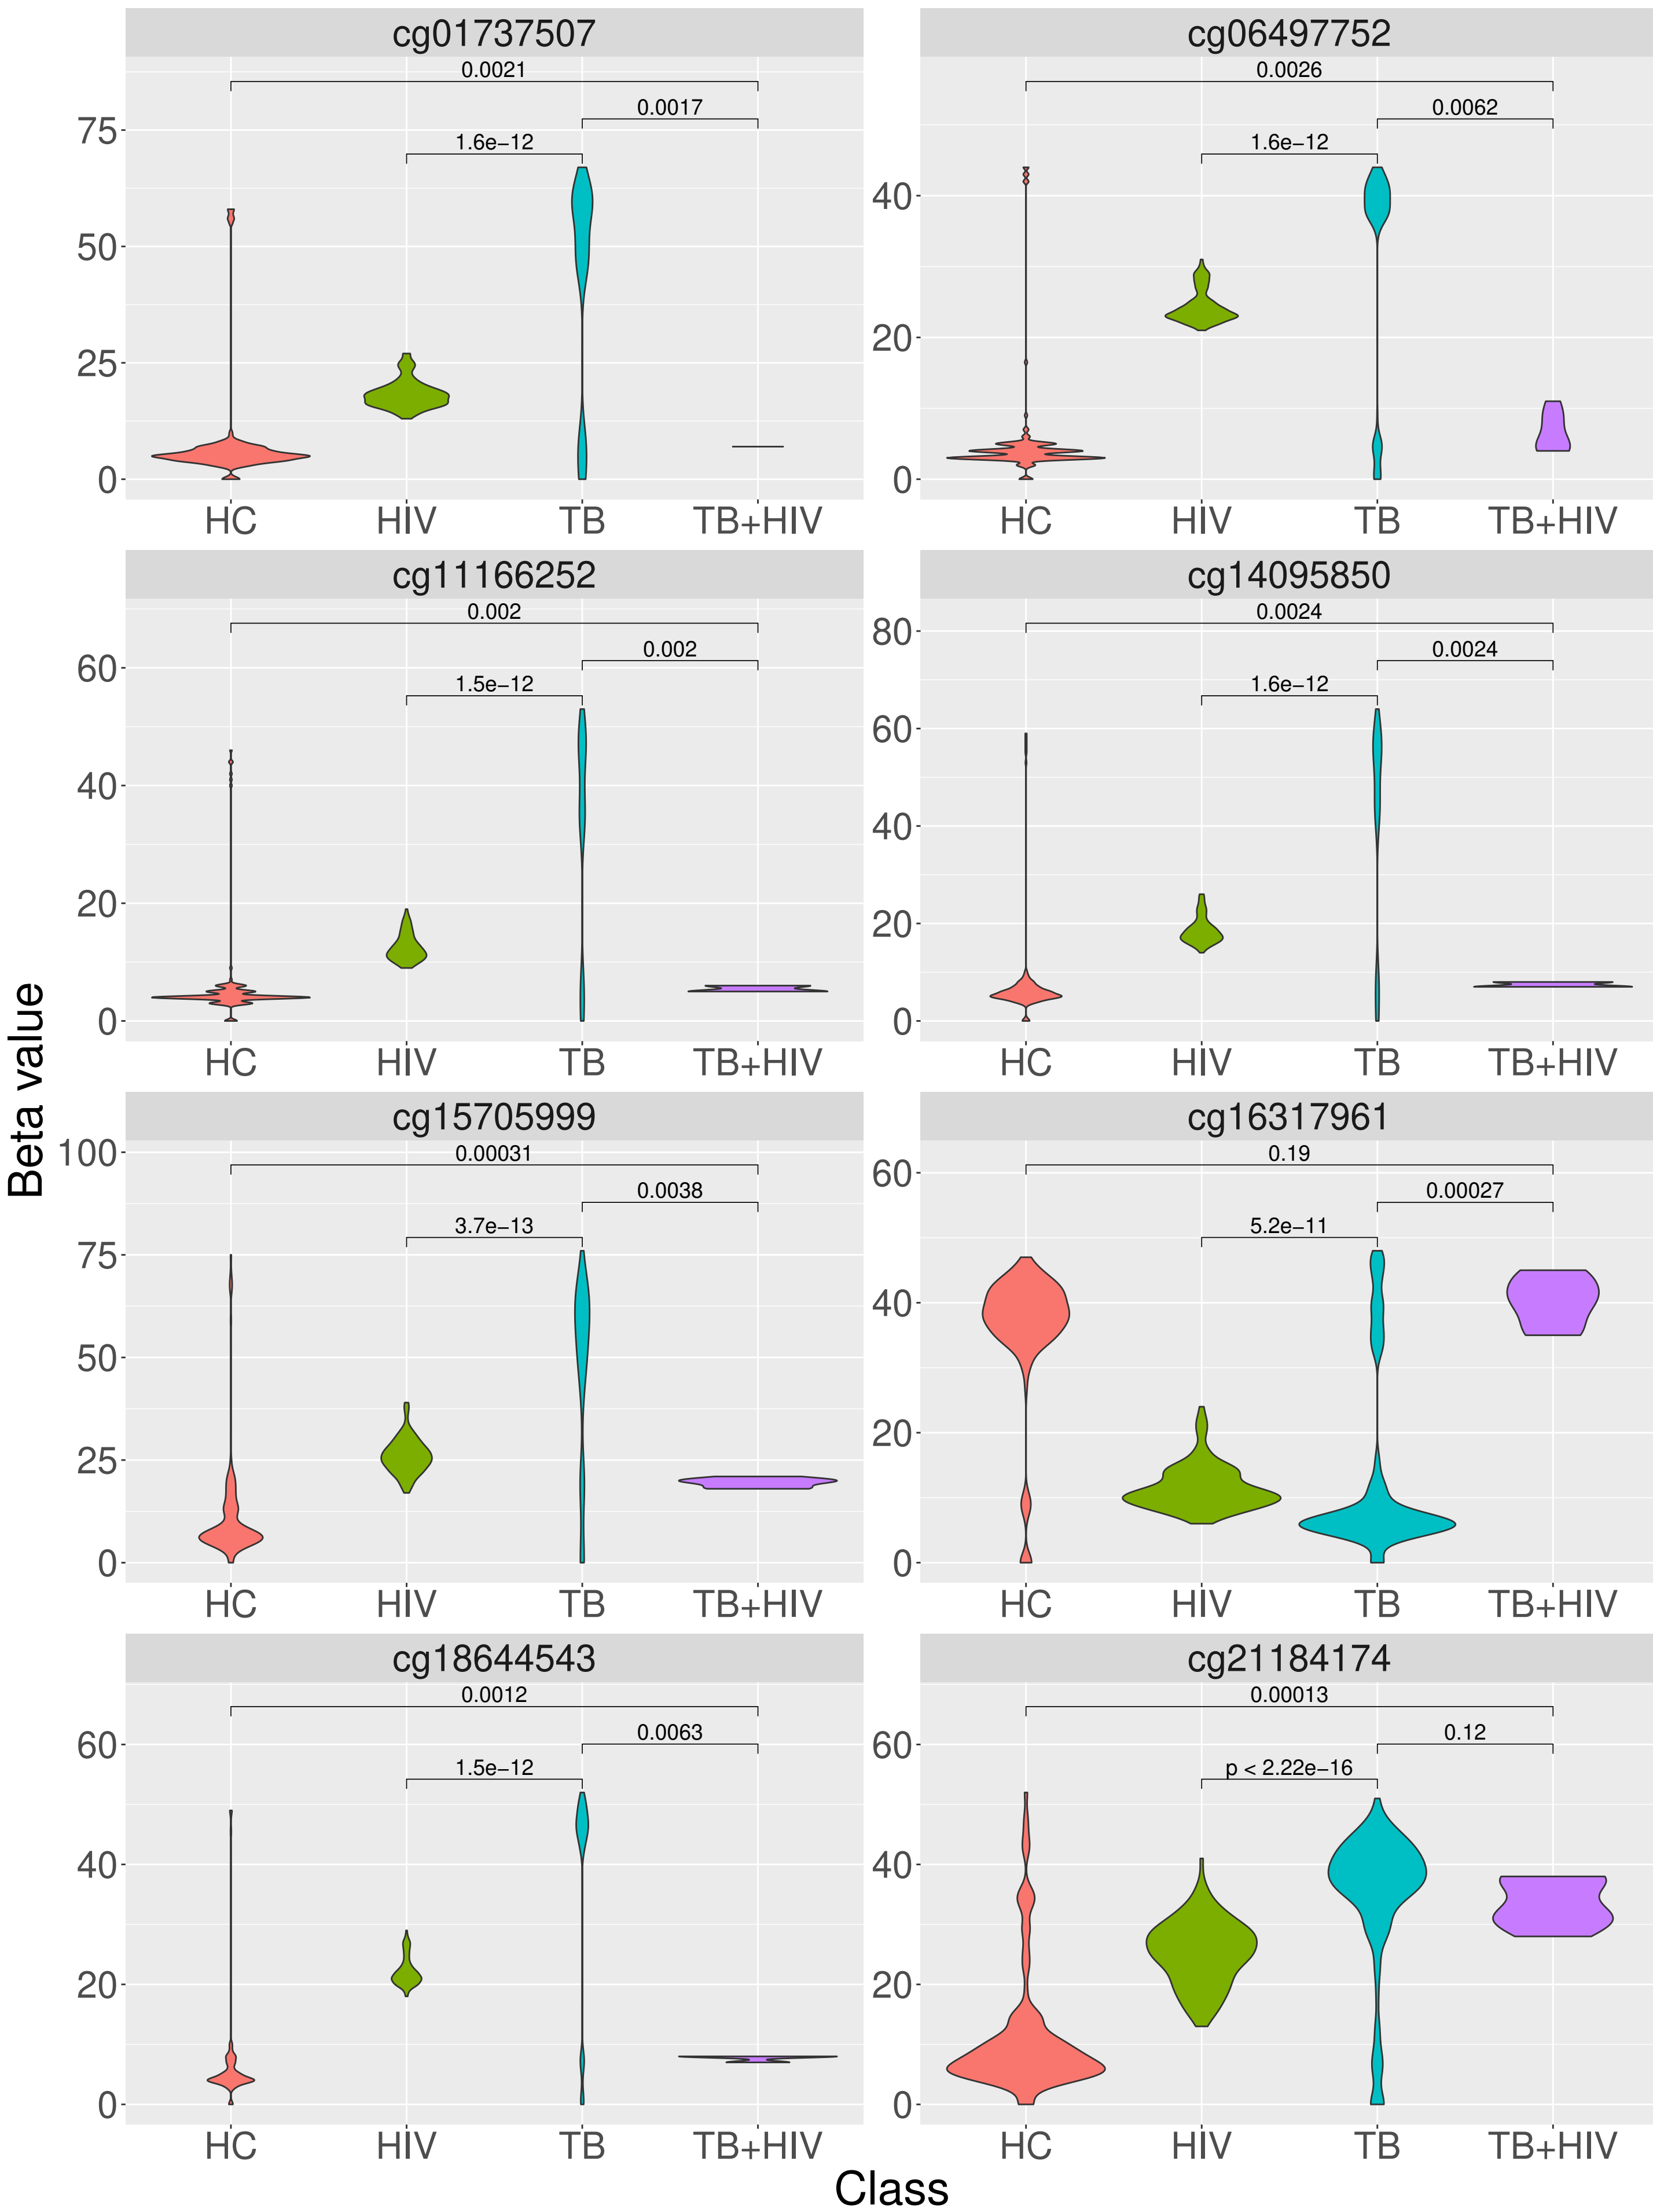 cg01737507
0.0021
0.0017
1.6e−12
75
50
25
0
HC HIV TB TB+HIV
cg06497752
0.0026
0.0062
1.6e−12
40
20
0
HC HIV TB TB+HIV
cg11166252
0.002
0.002
1.5e−12
60
40
20
0
HC HIV TB TB+HIV
cg14095850
0.0024
0.0024
1.6e−12
80
60
40
20
0
HC HIV TB TB+HIV
cg15705999
0.00031
0.0038
3.7e−13
100
75
50
25
0
HC HIV TB TB+HIV
cg16317961
0.19
0.00027
5.2e−11
60
40
20
0
HC HIV TB TB+HIV
cg18644543
0.0012
0.0063
1.5e−12
60
40
20
0
HC HIV TB TB+HIV
cg21184174
0.00013
0.12
p < 2.22e−16
60
40
20
0
HC HIV TB TB+HIV
Beta value
Class